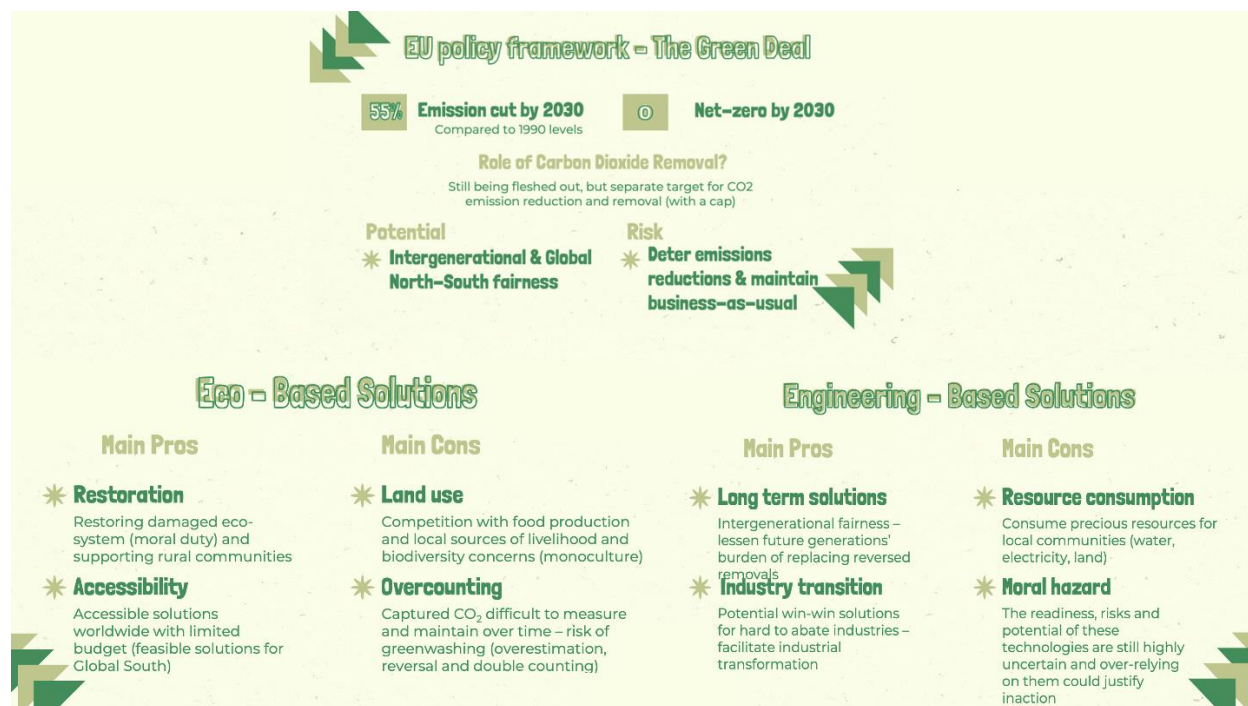 EU policy framework – The Green Deal
55%
Emission cut by 2030
Compared to 1990 levels
0
Net-zero by 2030
Role of Carbon Dioxide Removal?
Still being fleshed out, but separate target for CO2
emission reduction and removal (with a cap)
Potential
Intergenerational & Global
North-South fairness
Risk
Deter emissions
reductions & maintain
business-as-usual
Eco – Based Solutions
Main Pros
Restoration
Restoring damaged eco-
system (moral duty) and
supporting rural communities
Accessibility
Accessible solutions
worldwide with limited
budget (feasible solutions for
Global South)
Main Cons
Land use
Competition with food production
and local sources of livelihood and
biodiversity concerns (monoculture)
Overcounting
Captured CO₂ difficult to measure
and maintain over time – risk of
greenwashing (overestimation,
reversal and double counting)
Engineering – Based Solutions
Main Pros
Long term solutions
Intergenerational fairness –
lessen future generations'
burden of replacing reversed
removals
Industry transition
Potential win-win solutions
for hard to abate industries –
facilitate industrial
transformation
Main Cons
Resource consumption
Consume precious resources for
local communities (water,
electricity, land)
Moral hazard
The readiness, risks and
potential of these
technologies are still highly
uncertain and over-relying
on them could justify
inaction